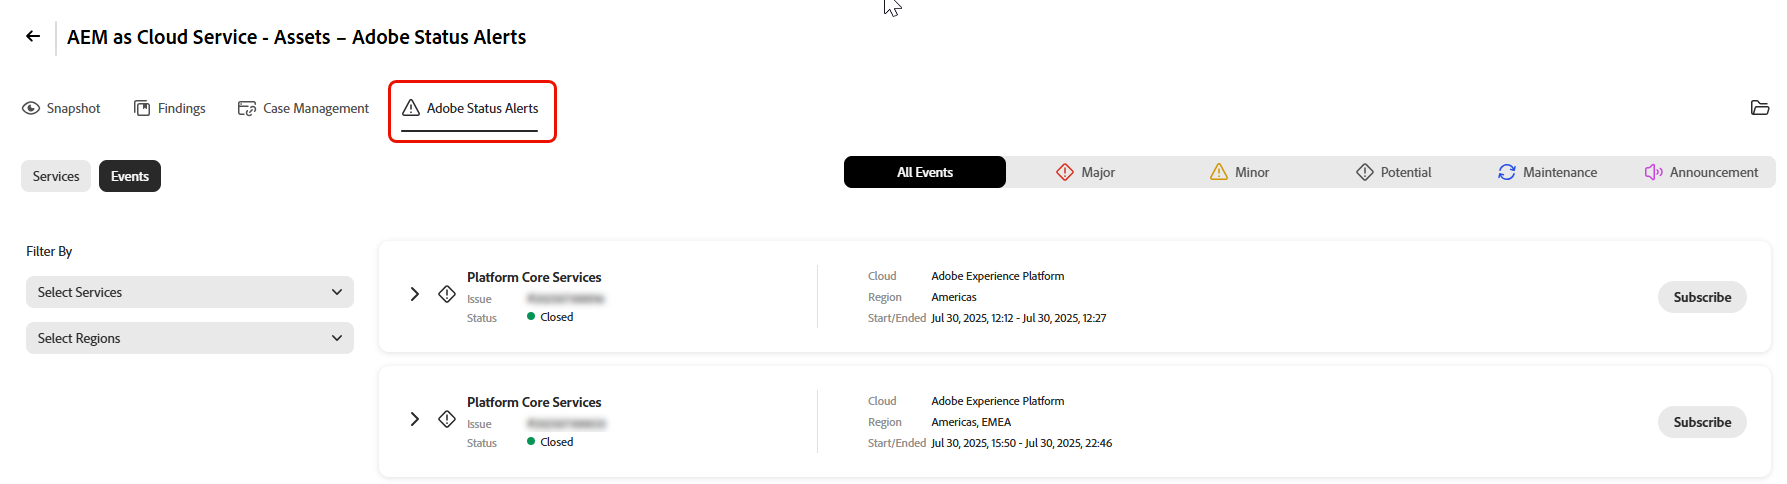 AEM as Cloud Service - Assets – Adobe Status Alerts
Snapshot
Findings
Case Management
Adobe Status Alerts
Services
Events
All Events
Major
Minor
Potential
Maintenance
Announcement
Filter By
Select Services
Select Regions
Platform Core Services
Issue
Status
Closed
Cloud
Adobe Experience Platform
Region
Americas
Start/Ended
Jul 30, 2025, 12:12 - Jul 30, 2025, 12:27
Subscribe
Platform Core Services
Issue
Status
Closed
Cloud
Adobe Experience Platform
Region
Americas, EMEA
Start/Ended
Jul 30, 2025, 15:50 - Jul 30, 2025, 22:46
Subscribe